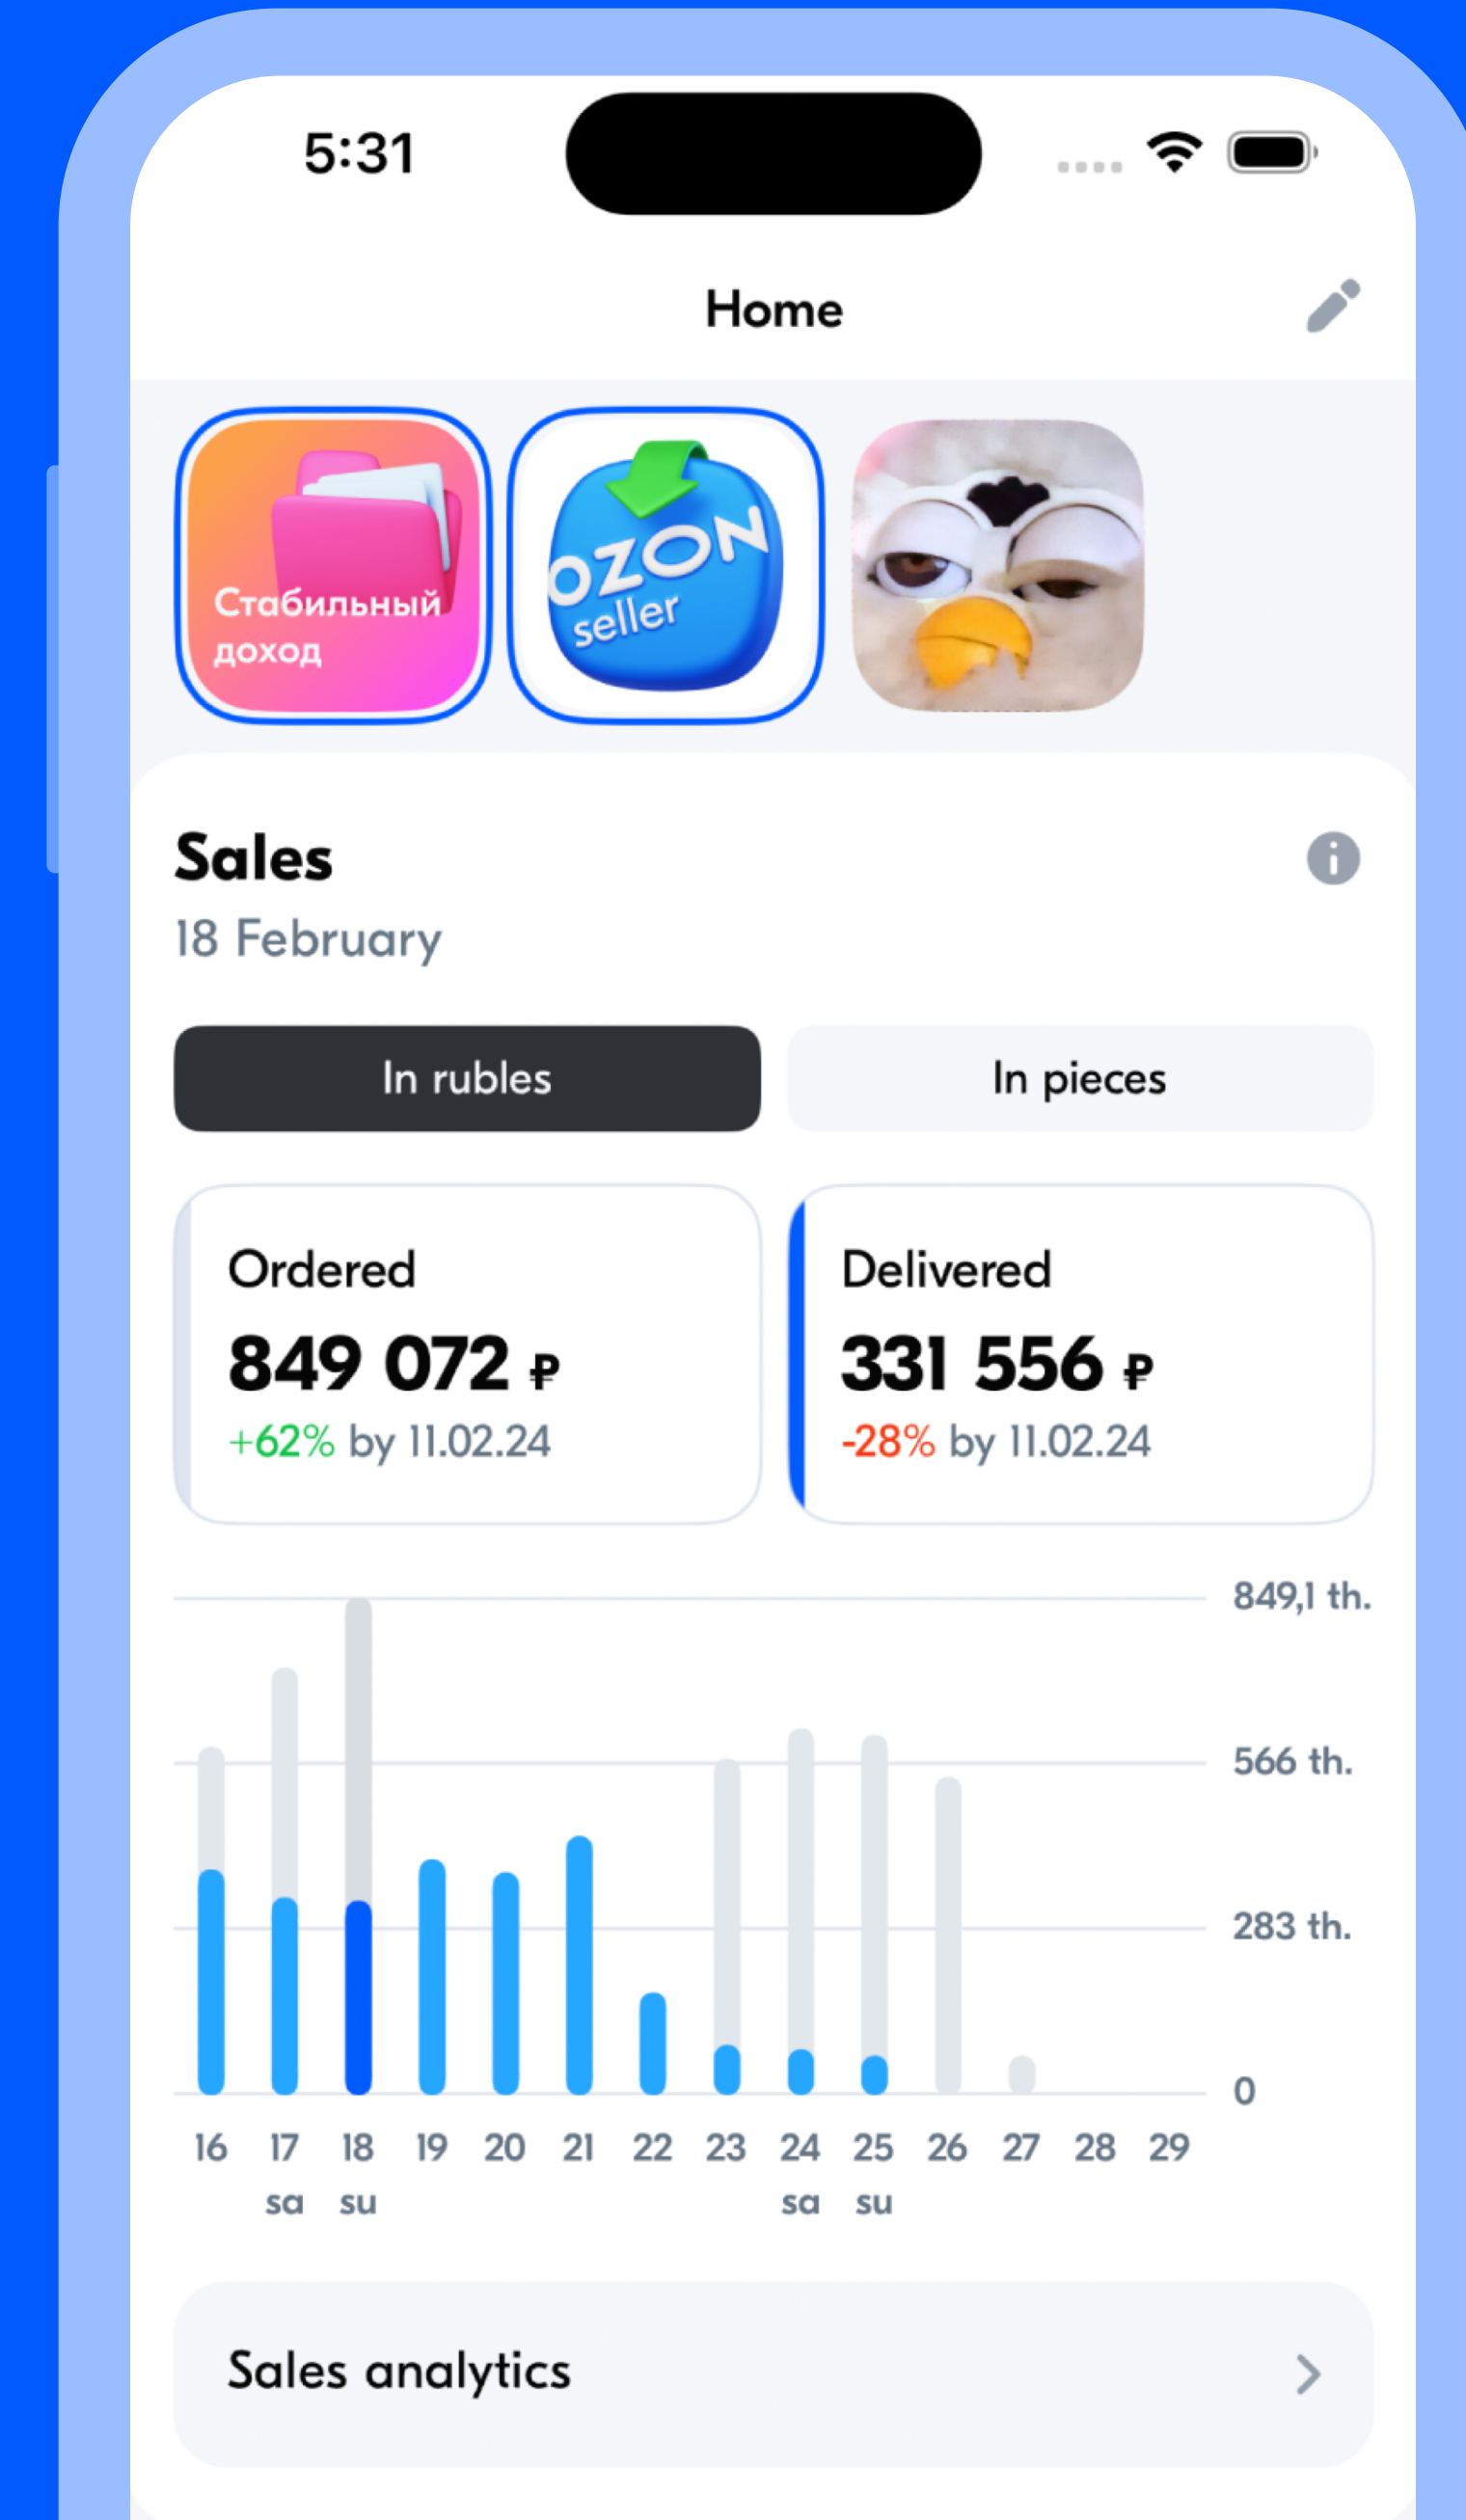 5:31
Home
Стабильный
доход
OZON
seller
Sales
18 February
In rubles
In pieces
Ordered
849 072 ₽
+62% by 11.02.24
Delivered
331 556 ₽
-28% by 11.02.24
849,1 th.
566 th.
283 th.
0
16 17 18 19 20 21 22 23 24 25 26 27 28 29
sa su sa su
Sales analytics